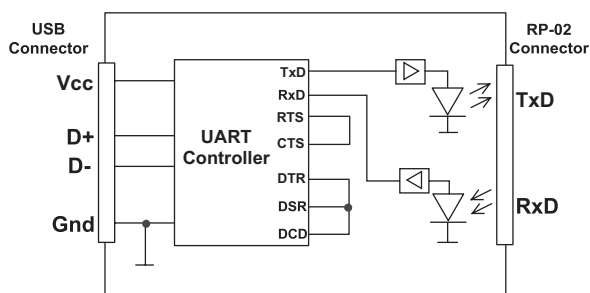 USB
Connector
RP-02
Connector
Vcc
D+
D-
Gnd
UART
Controller
TxD
RxD
RTS
CTS
DTR
DSR
DCD
TxD
RxD